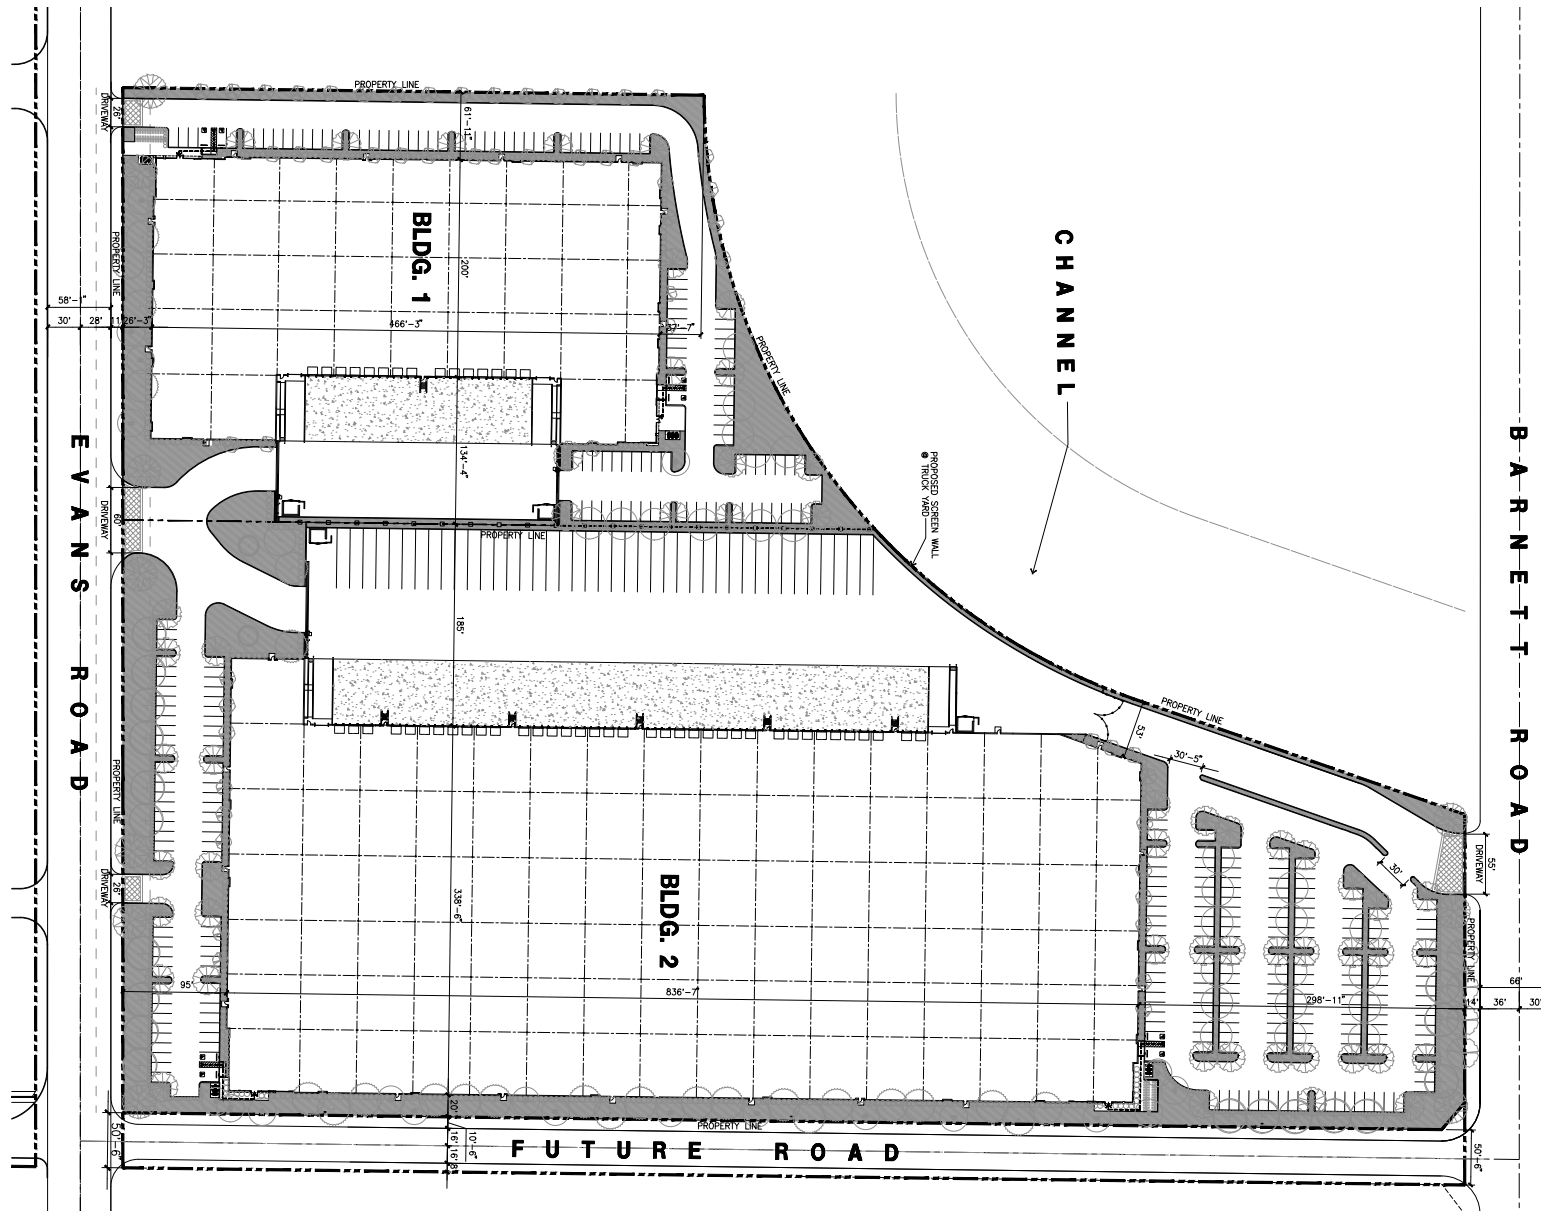 PROPERTY LINE
26'
DRIVEWAY
61'-11"
BLDG. 1
200'
PROPERTY LINE
58'-1"
30'
28'
11'
26'-3"
466'-3"
37'-7"
PROPERTY LINE
CHANNEL
134'-4"
PROPOSED SCREEN WALL
@ TRUCK YARD
EVANS ROAD
BARNETT ROAD
60'
DRIVEWAY
PROPERTY LINE
185'
PROPERTY LINE
53'
30'-5"
PROPERTY LINE
30'
55'
DRIVEWAY
26'
DRIVEWAY
338'-6"
BLDG. 2
PROPERTY LINE
95'
836'-7"
298'-11"
66'
14'
36'
30'
20'
PROPERTY LINE
50'-6"
10'-6"
16'
16'
8'
FUTURE ROAD
50'-6"